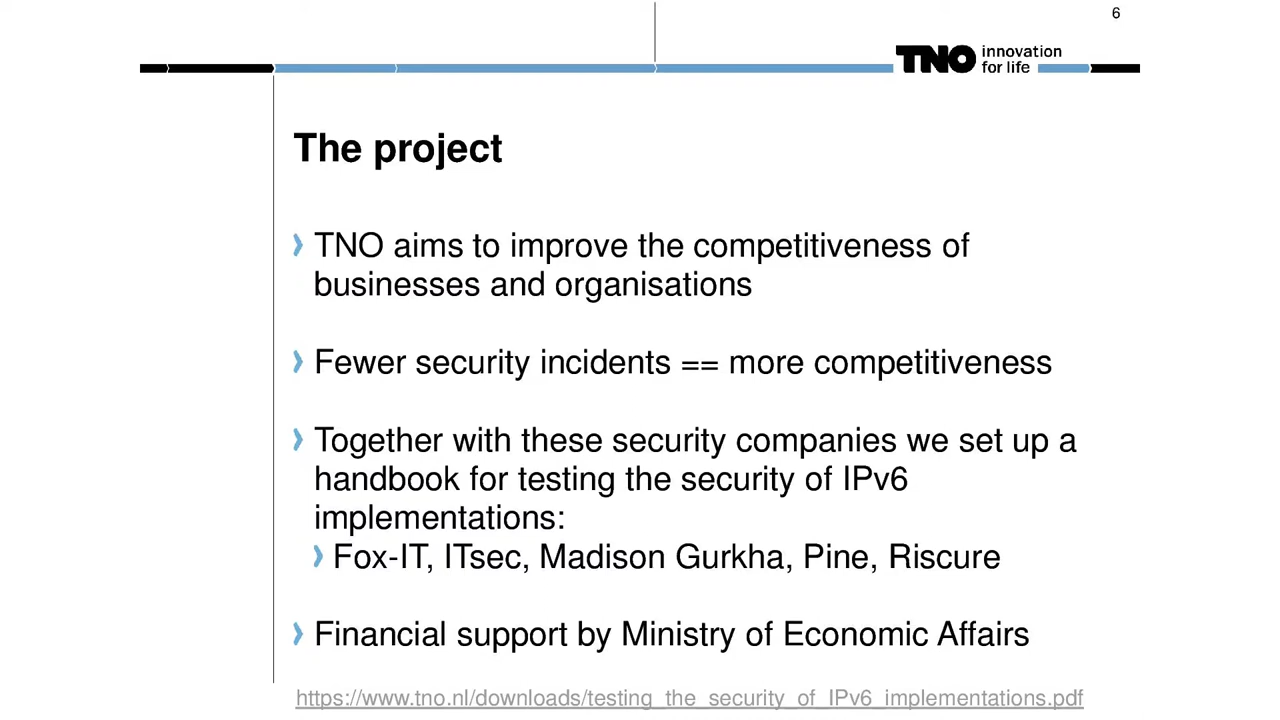 6
TNO innovation
for life
The project
TNO aims to improve the competitiveness of
businesses and organisations
Fewer security incidents == more competitiveness
Together with these security companies we set up a
handbook for testing the security of IPv6
implementations:
Fox-IT, ITsec, Madison Gurkha, Pine, Riscure
Financial support by Ministry of Economic Affairs
https://www.tno.nl/downloads/testing_the_security_of_IPv6_implementations.pdf